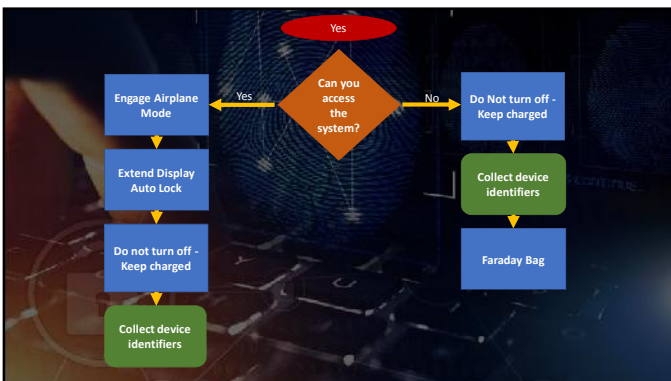 Yes
Can you
access
the
system?
Yes
No
Engage Airplane
Mode
Extend Display
Auto Lock
Do not turn off -
Keep charged
Collect device
identifiers
Do Not turn off -
Keep charged
Collect device
identifiers
Faraday Bag